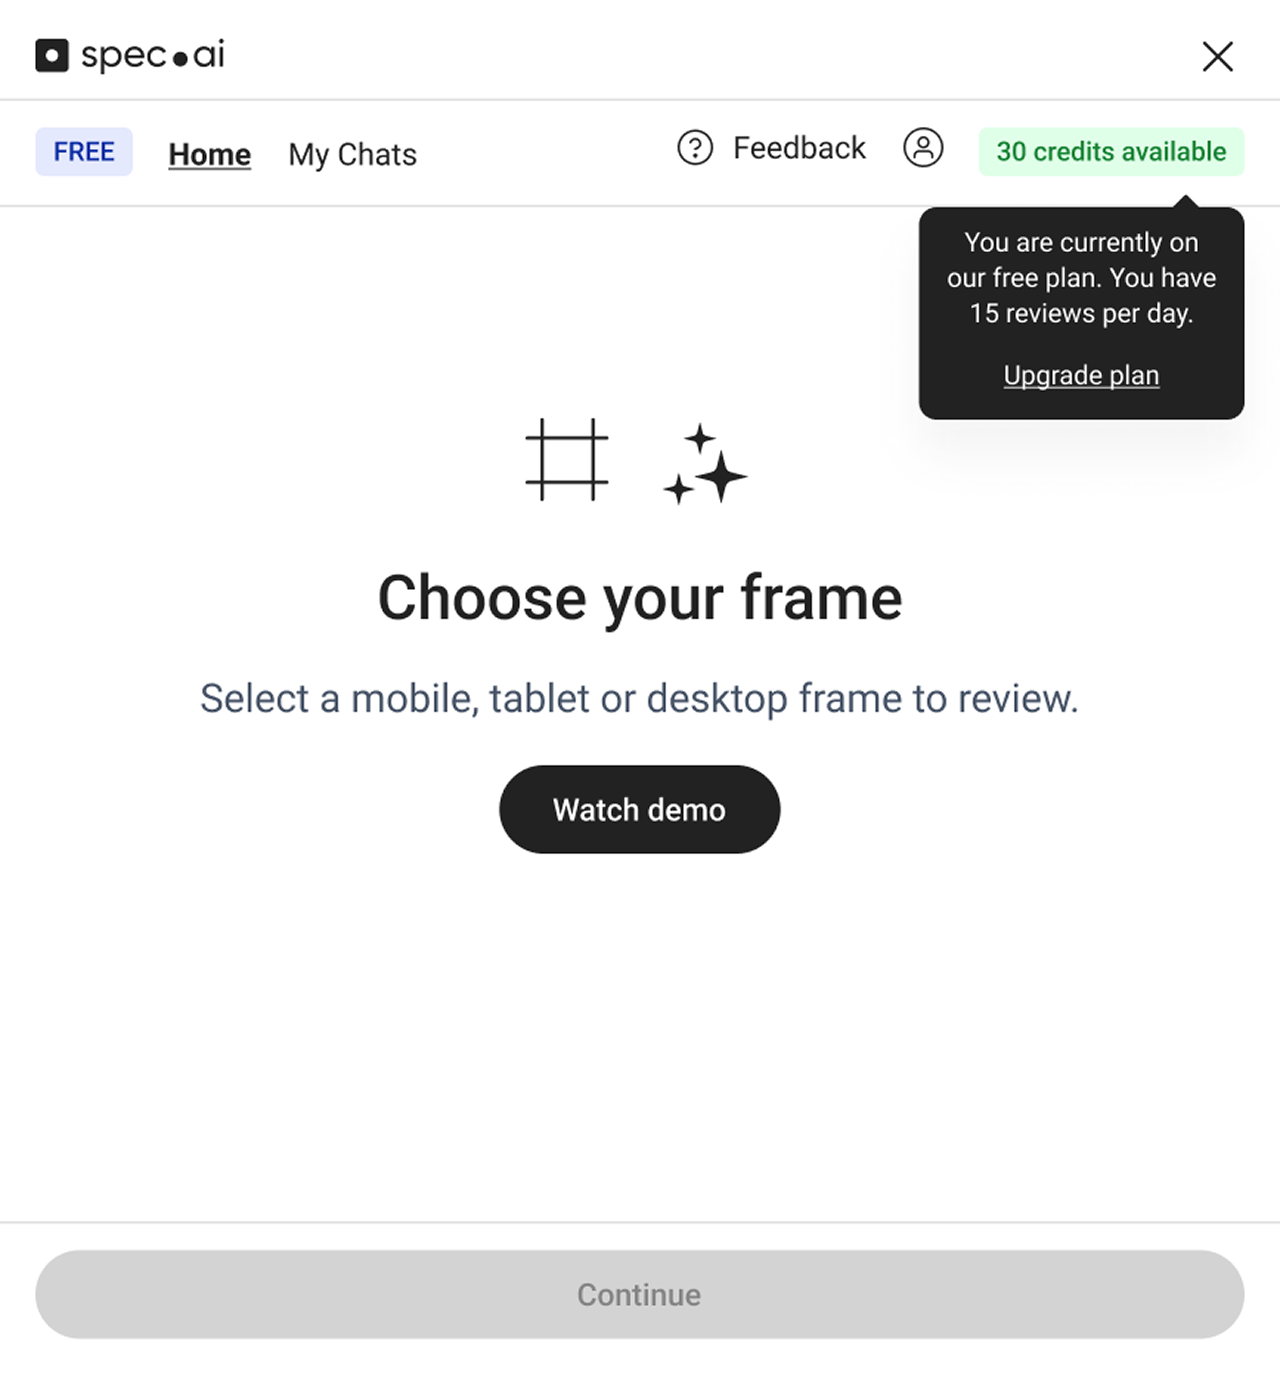 spec.ai
FREE
Home
My Chats
Feedback
30 credits available
You are currently on
our free plan. You have
15 reviews per day.
Upgrade plan
Choose your frame
Select a mobile, tablet or desktop frame to review.
Watch demo
Continue